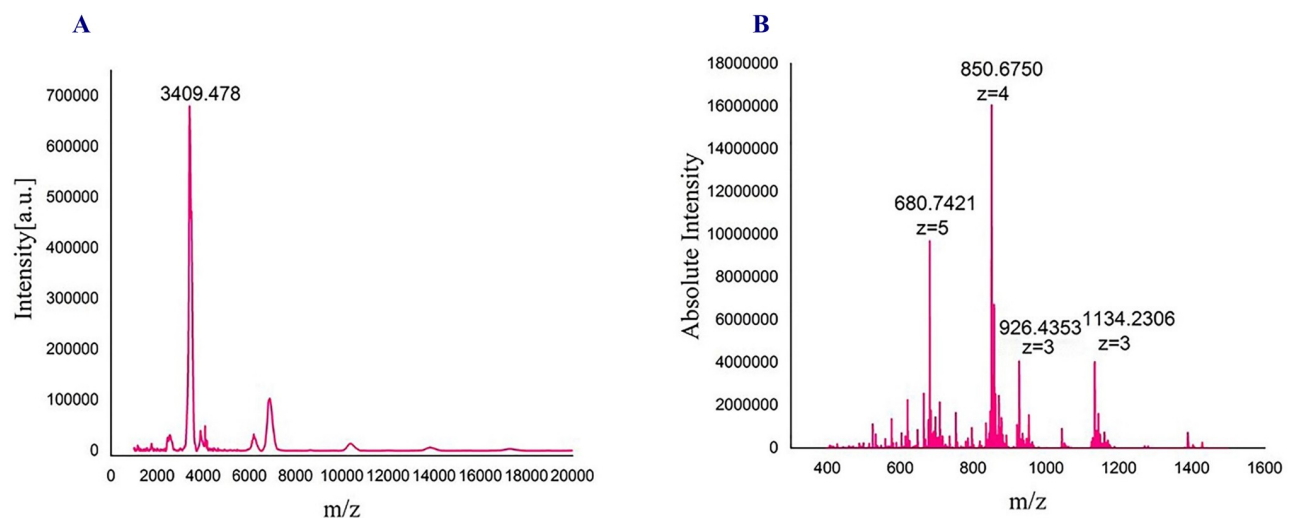 A
B
3409.478
700000
600000
500000
400000
300000
200000
100000
0
Intensity[a.u.]
0 2000 4000 6000 8000 10000 12000 14000 16000 18000 20000
m/z
850.6750
z=4
680.7421
z=5
926.4353
z=3
1134.2306
z=3
18000000
16000000
14000000
12000000
10000000
8000000
6000000
4000000
2000000
0
Absolute Intensity
400 600 800 1000 1200 1400 1600
m/z